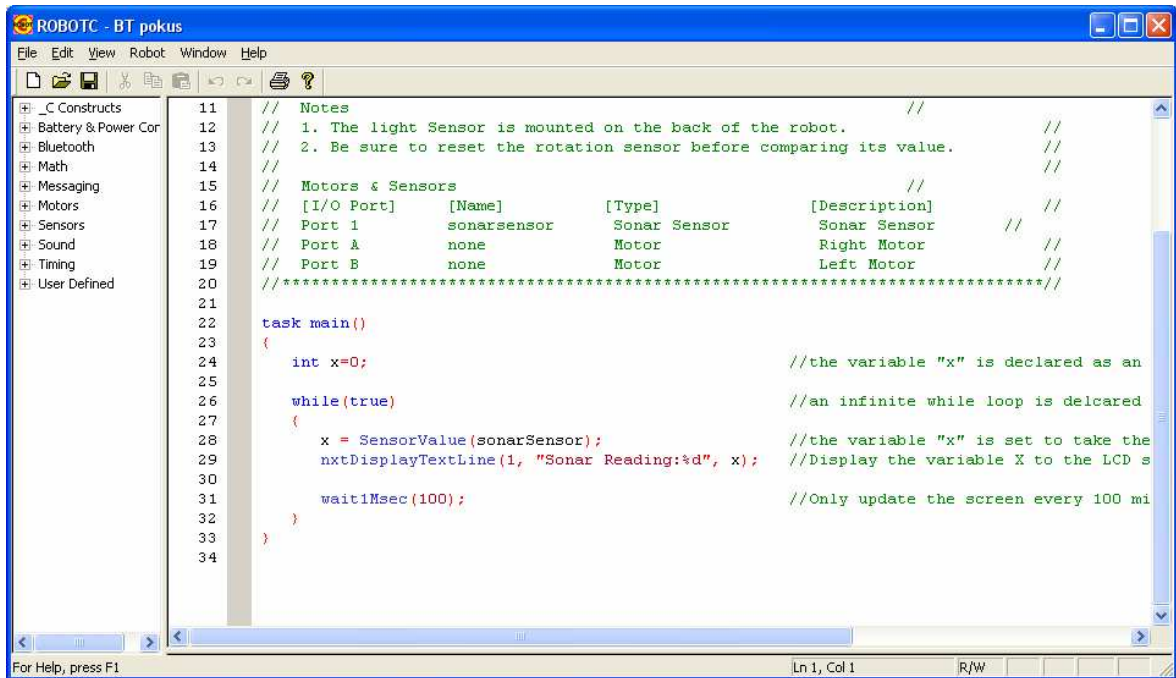 ROBOTC - BT pokus
File Edit View Robot Window Help
_C Constructs
Battery & Power Con
Bluetooth
Math
Messaging
Motors
Sensors
Sound
Timing
User Defined
11 // Notes //
12 // 1. The light Sensor is mounted on the back of the robot. //
13 // 2. Be sure to reset the rotation sensor before comparing its value. //
14 // //
15 // Motors & Sensors //
16 // [I/O Port] [Name] [Type] [Description] //
17 // Port 1 sonarsensor Sonar Sensor Sonar Sensor //
18 // Port A none Motor Right Motor //
19 // Port B none Motor Left Motor //
20 //******************************************************************************//
21
22 task main()
23 {
24 int x=0; //the variable "x" is declared as an
25
26 while(true) //an infinite while loop is delcared
27 {
28 x = SensorValue(sonarSensor); //the variable "x" is set to take the
29 nxtDisplayTextLine(1, "Sonar Reading:%d", x); //Display the variable X to the LCD s
30
31 wait1Msec(100); //Only update the screen every 100 mi
32 }
33 }
34
For Help, press F1
Ln 1, Col 1
R/W